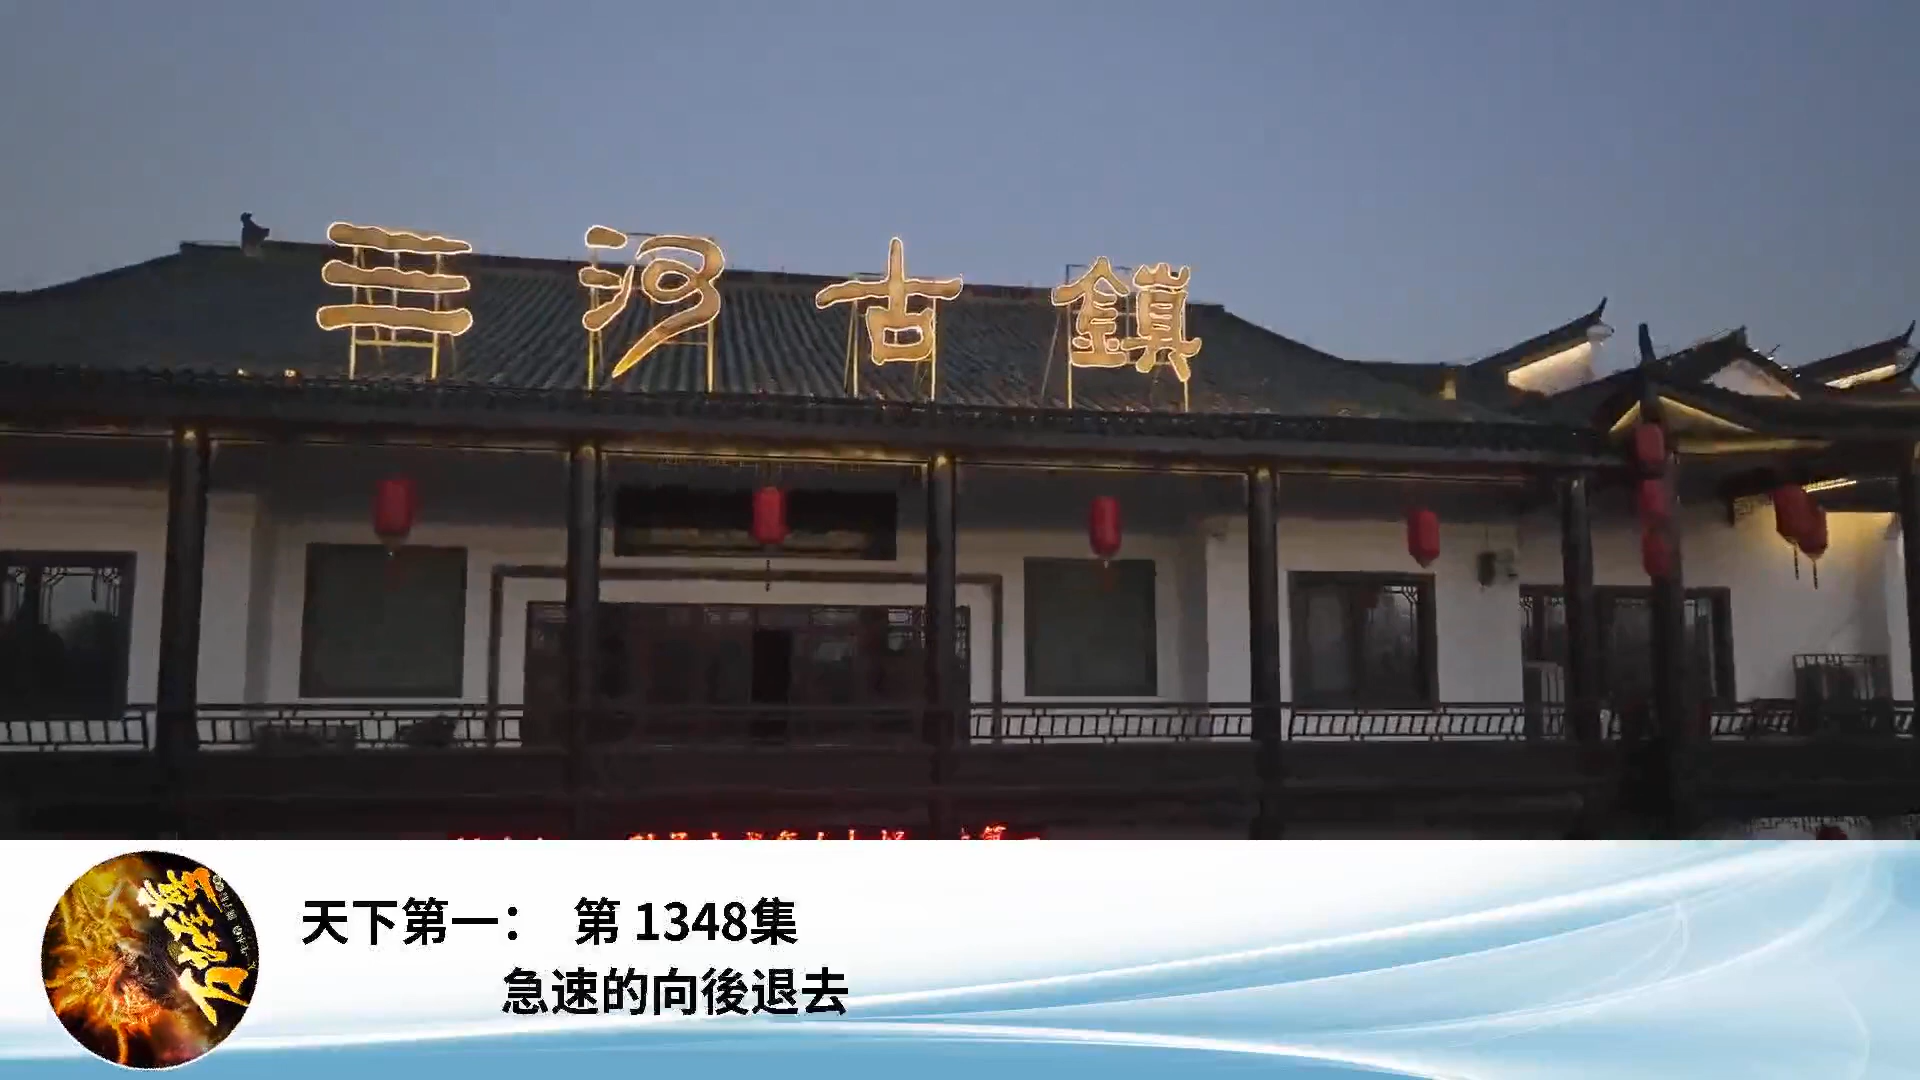 三河古鎮
天下第一： 第 1348集
急速的向後退去